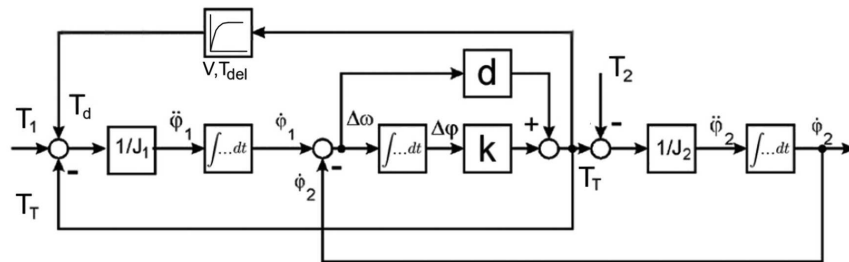 V,T_del
d
T_2
T_1
T_d
φ̈_1
φ̇_1
Δω
Δφ
+
-
φ̈_2
φ̇_2
1/J_1
∫...dt
∫...dt
k
1/J_2
∫...dt
-
-
φ̇_2
T_T
T_T